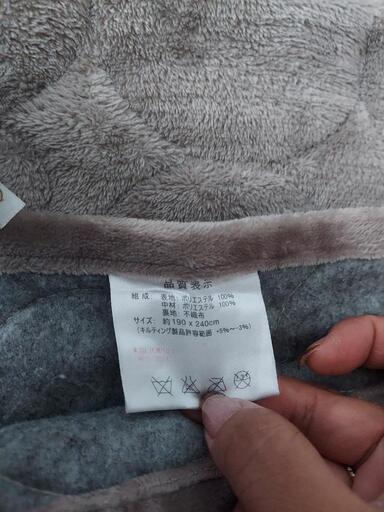 品質表示
組成: 表地: ポリエステル 100%
中材: ポリエステル 100%
裏地: 不織布
サイズ: 約190 x 240cm
(キルティング製品許容範囲 +5%～-3%)